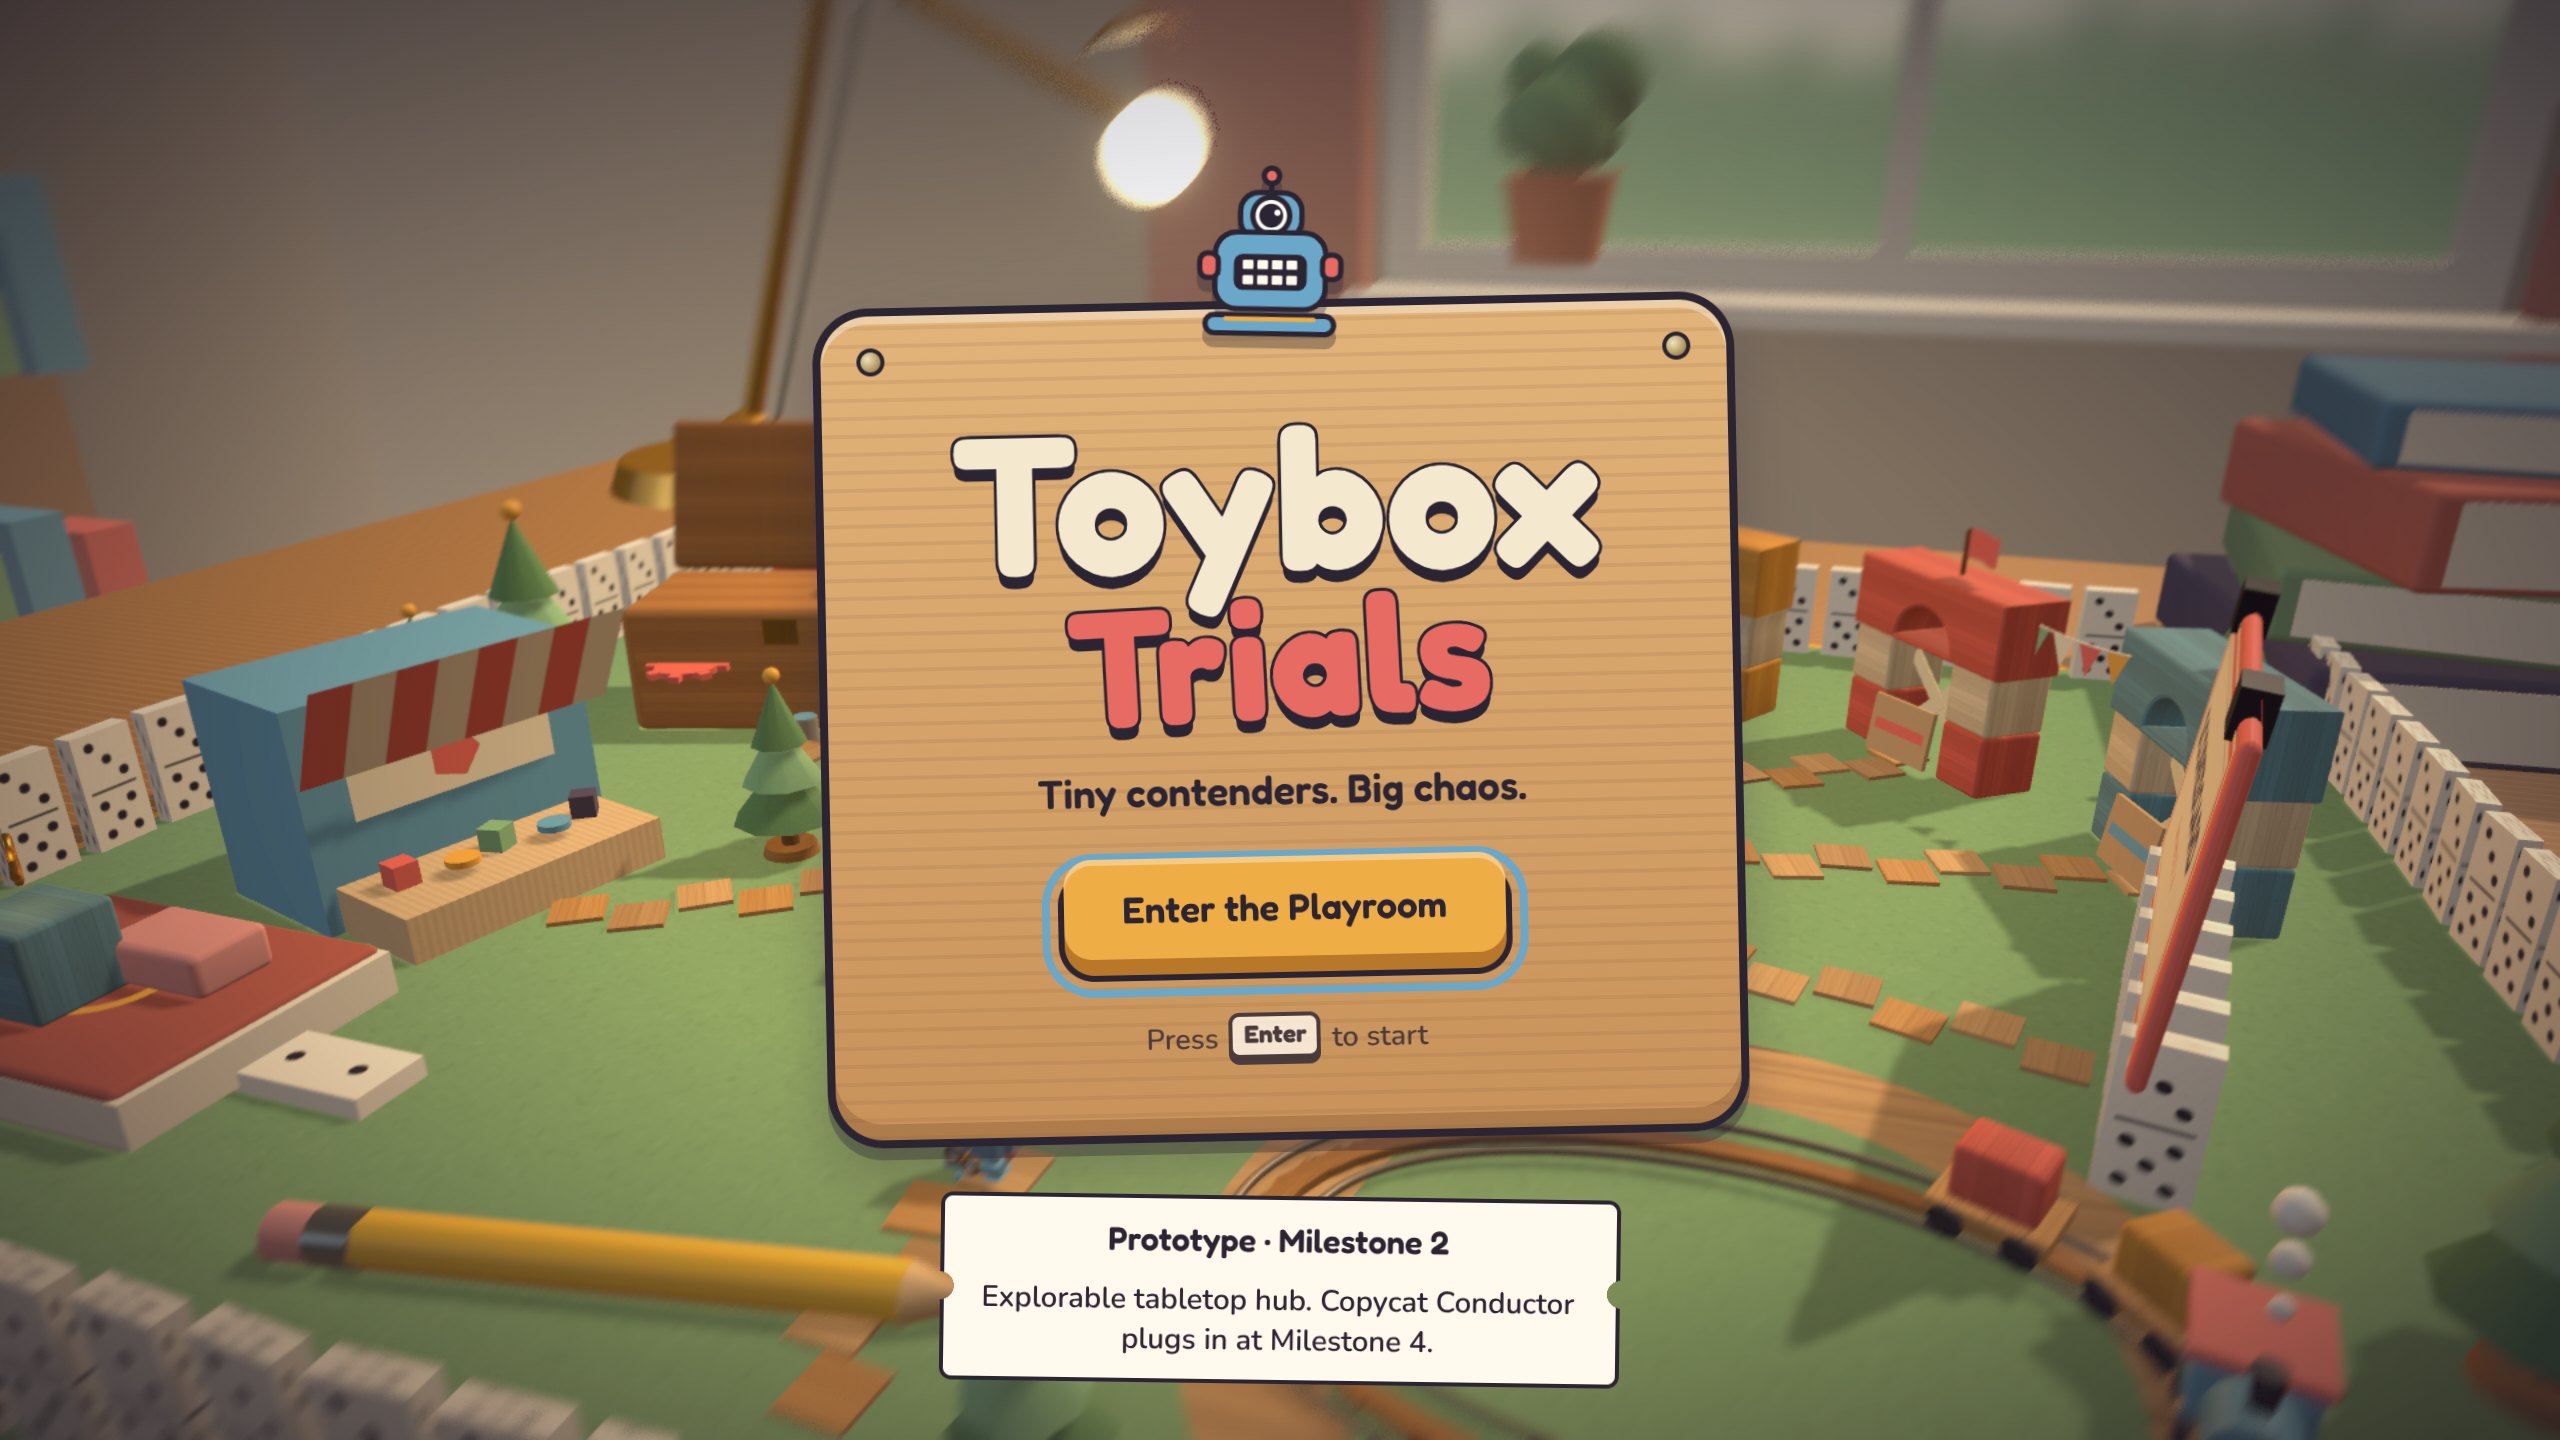 Toybox
Trials
Tiny contenders. Big chaos.
Enter the Playroom
Press Enter to start
Prototype · Milestone 2
Explorable tabletop hub. Copycat Conductor
plugs in at Milestone 4.